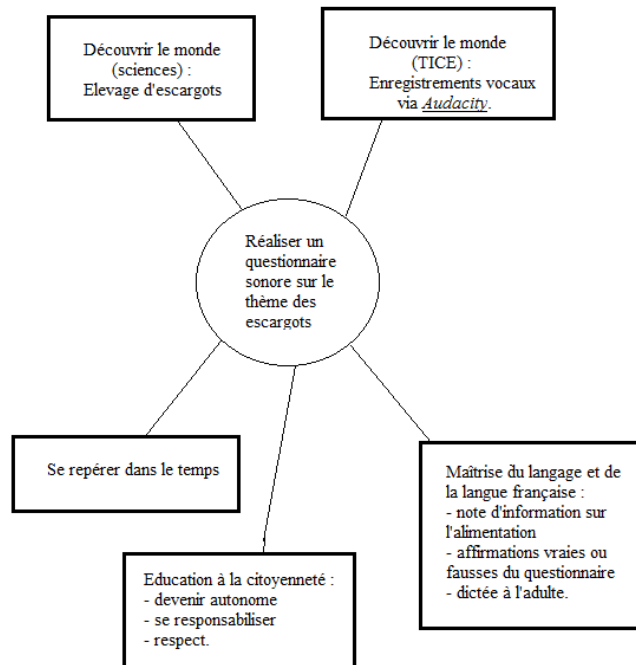 Découvrir le monde
(sciences) :
Elevage d'escargots
Découvrir le monde
(TICE) :
Enregistrements vocaux
via Audacity.
Réaliser un
questionnaire
sonore sur le
thème des
escargots
Se repérer dans le temps
Maîtrise du langage et de
la langue française :
- note d'information sur
l'alimentation
- affirmations vraies ou
fausses du questionnaire
- dictée à l'adulte.
Education à la citoyenneté :
- devenir autonome
- se responsabiliser
- respect.